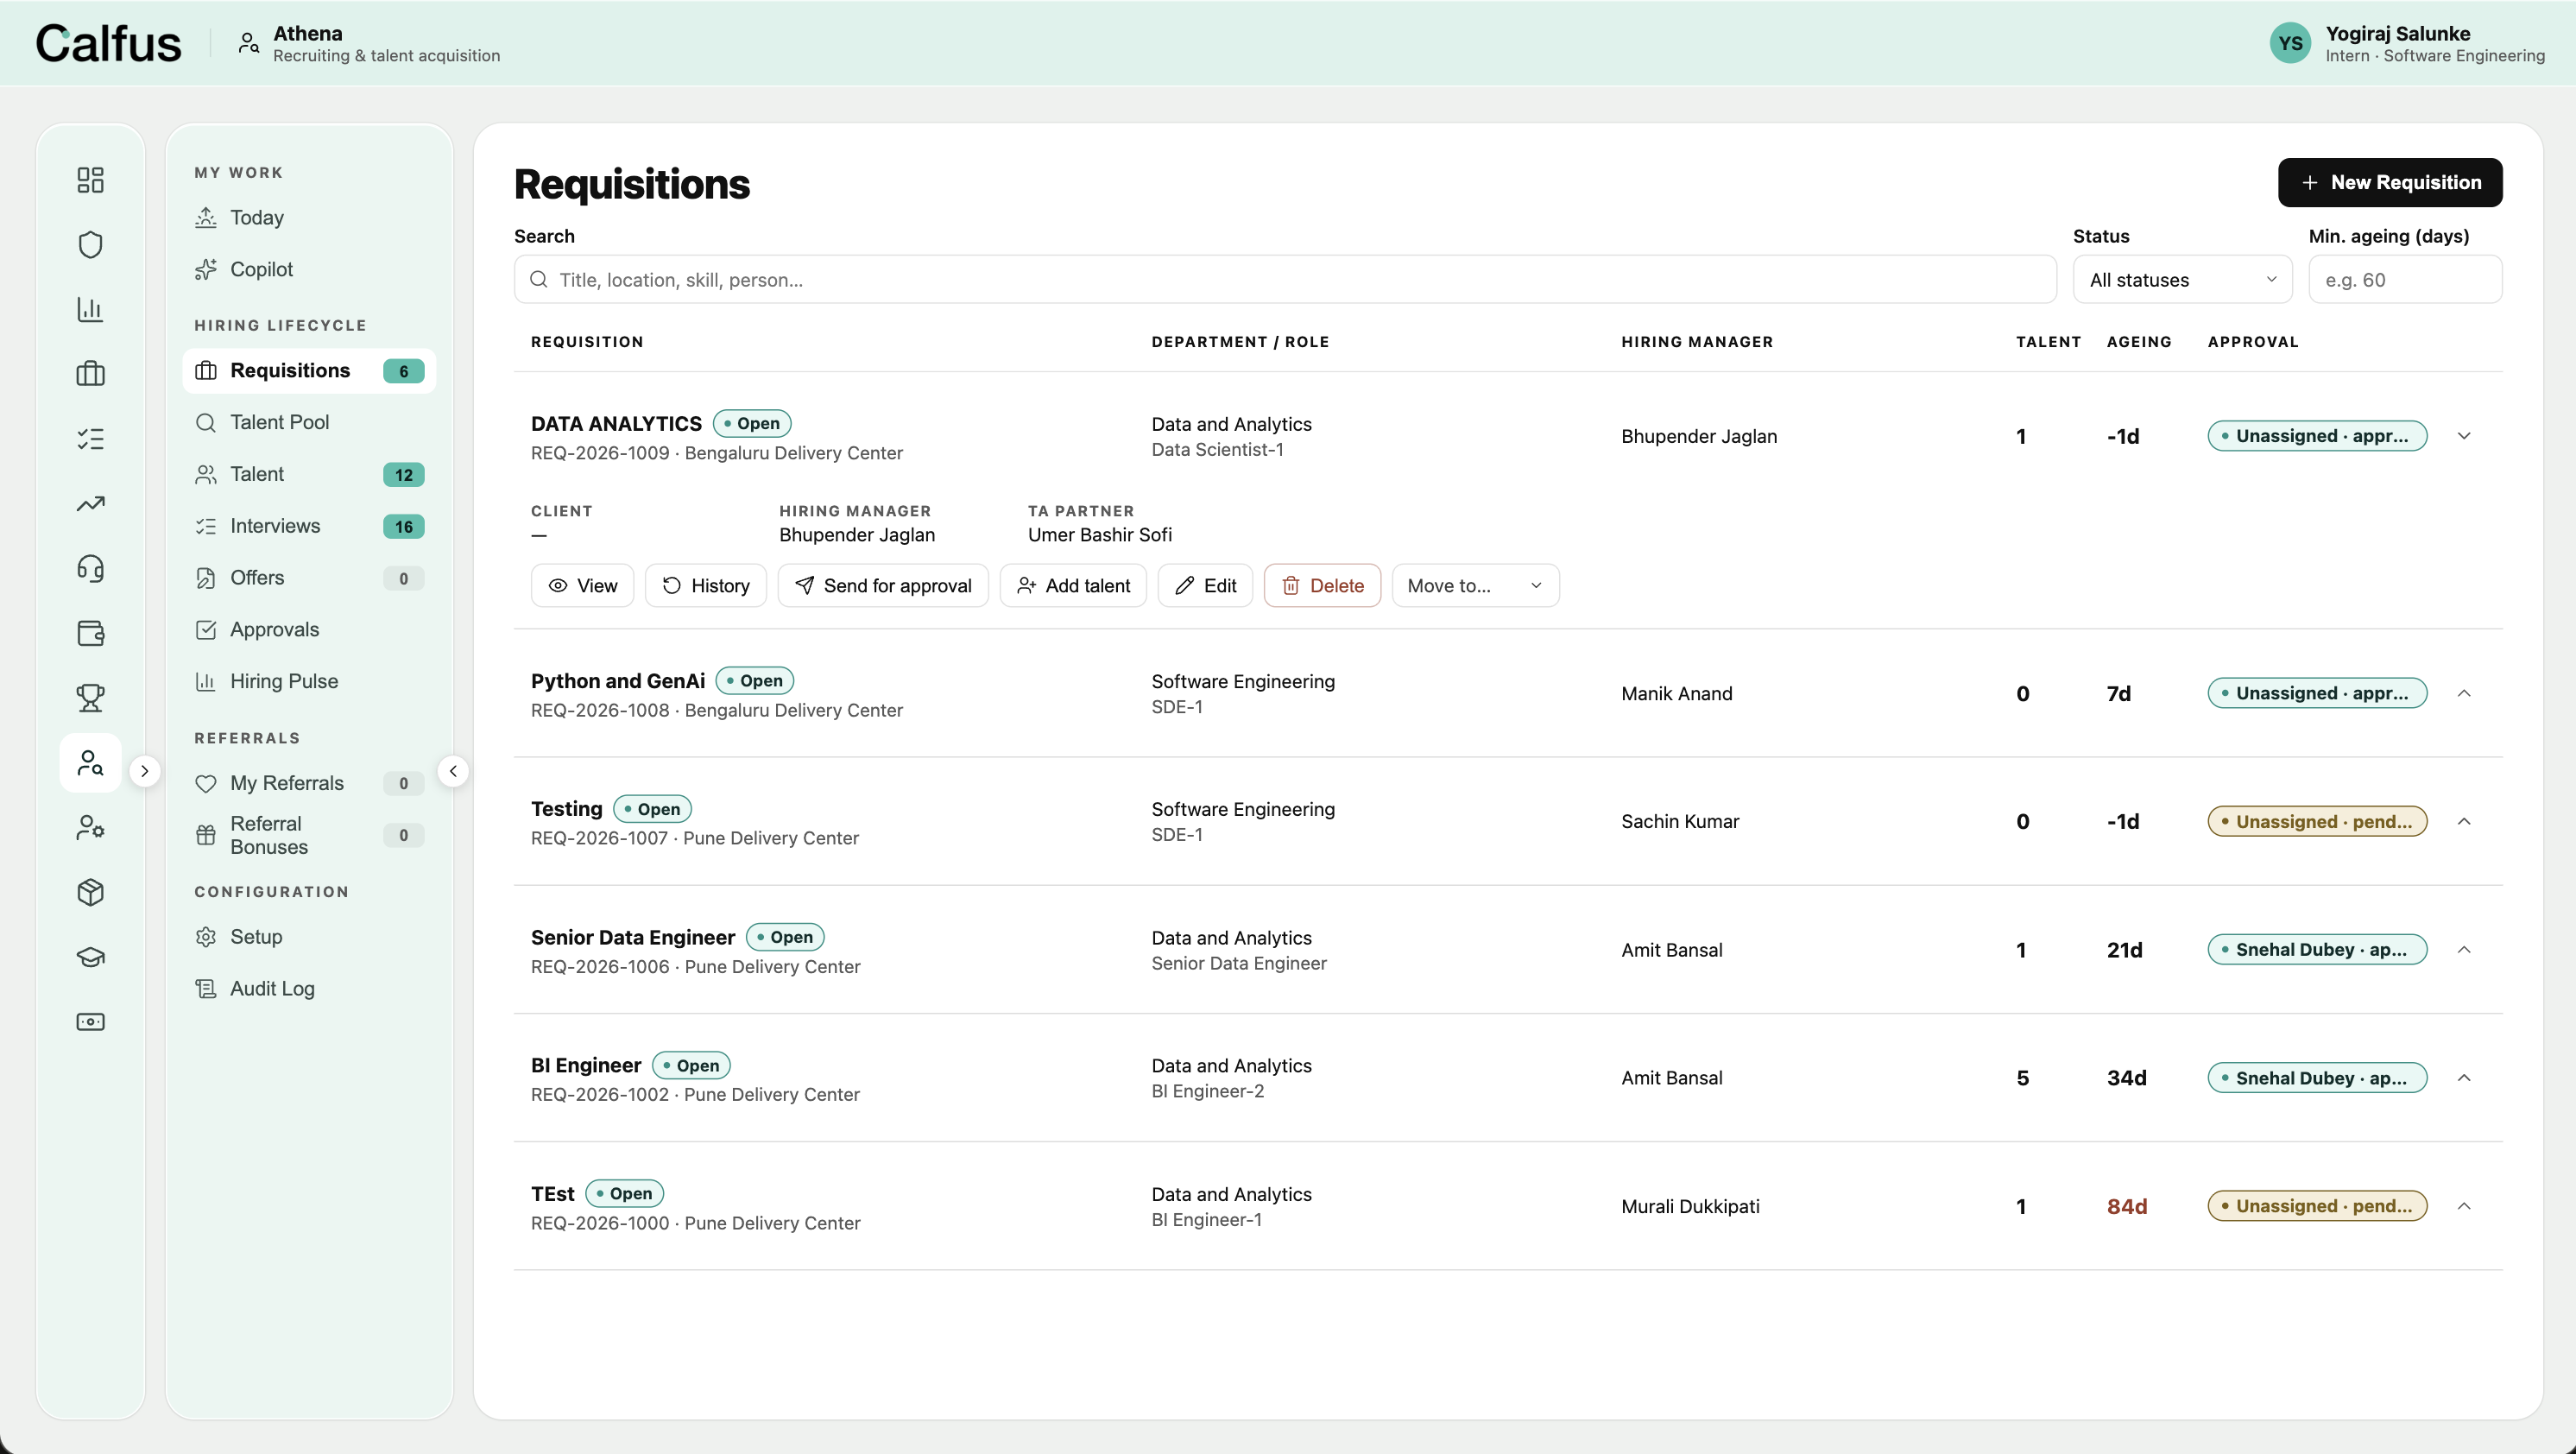 Calfus
Athena
Recruiting & talent acquisition
YS
Yogiraj Salunke
Intern · Software Engineering
MY WORK
Today
Copilot
HIRING LIFECYCLE
Requisitions 6
Talent Pool
Talent 12
Interviews 16
Offers 0
Approvals
Hiring Pulse
REFERRALS
My Referrals 0
Referral
Bonuses 0
CONFIGURATION
Setup
Audit Log
Requisitions
+ New Requisition
Search
Status
Min. ageing (days)
Title, location, skill, person...
All statuses
e.g. 60
REQUISITION DEPARTMENT / ROLE HIRING MANAGER TALENT AGEING APPROVAL
DATA ANALYTICS • Open
REQ-2026-1009 · Bengaluru Delivery Center
Data and Analytics
Data Scientist-1
Bhupender Jaglan
1
-1d
• Unassigned · appr...
CLIENT
—
HIRING MANAGER
Bhupender Jaglan
TA PARTNER
Umer Bashir Sofi
View
History
Send for approval
Add talent
Edit
Delete
Move to...
Python and GenAi • Open
REQ-2026-1008 · Bengaluru Delivery Center
Software Engineering
SDE-1
Manik Anand
0
7d
• Unassigned · appr...
Testing • Open
REQ-2026-1007 · Pune Delivery Center
Software Engineering
SDE-1
Sachin Kumar
0
-1d
• Unassigned · pend...
Senior Data Engineer • Open
REQ-2026-1006 · Pune Delivery Center
Data and Analytics
Senior Data Engineer
Amit Bansal
1
21d
• Snehal Dubey · ap...
BI Engineer • Open
REQ-2026-1002 · Pune Delivery Center
Data and Analytics
BI Engineer-2
Amit Bansal
5
34d
• Snehal Dubey · ap...
TEst • Open
REQ-2026-1000 · Pune Delivery Center
Data and Analytics
BI Engineer-1
Murali Dukkipati
1
84d
• Unassigned · pend...